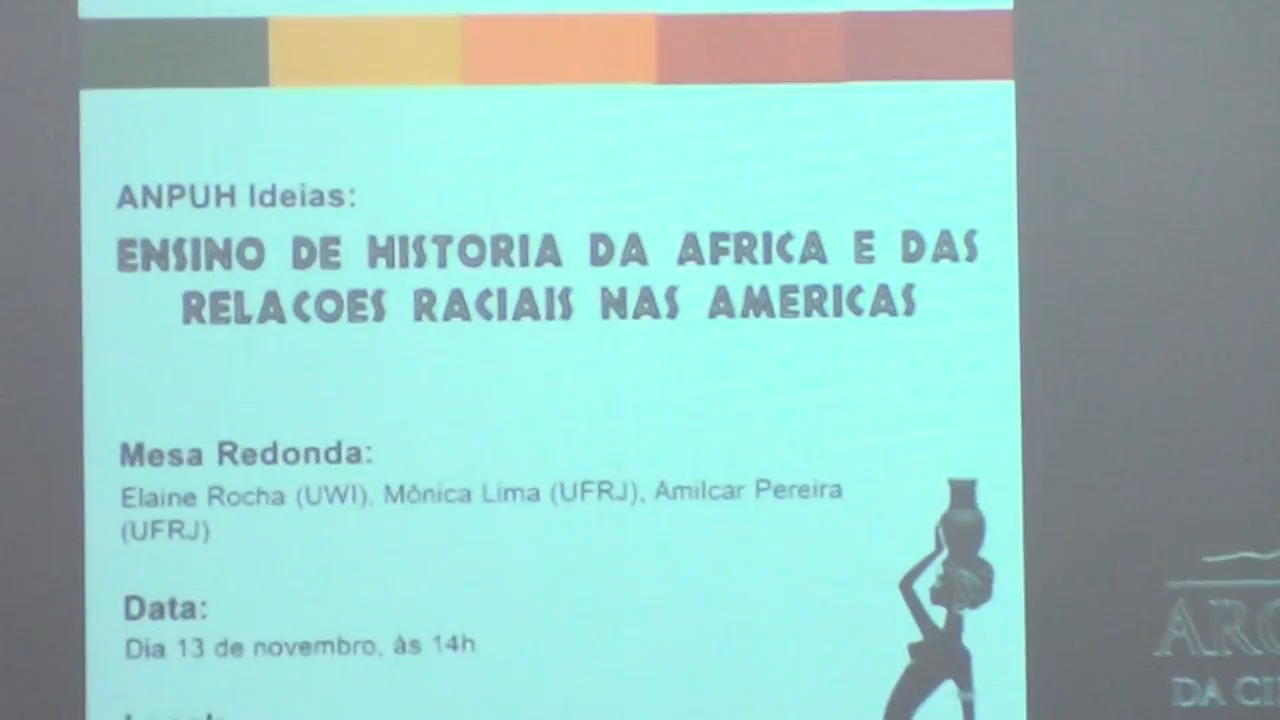 ANPUH Ideias:
ENSINO DE HISTORIA DA AFRICA E DAS
RELACOES RACIAIS NAS AMERICAS
Mesa Redonda:
Elaine Rocha (UWI), Mônica Lima (UFRJ), Amilcar Pereira
(UFRJ)
Data:
Dia 13 de novembro, às 14h